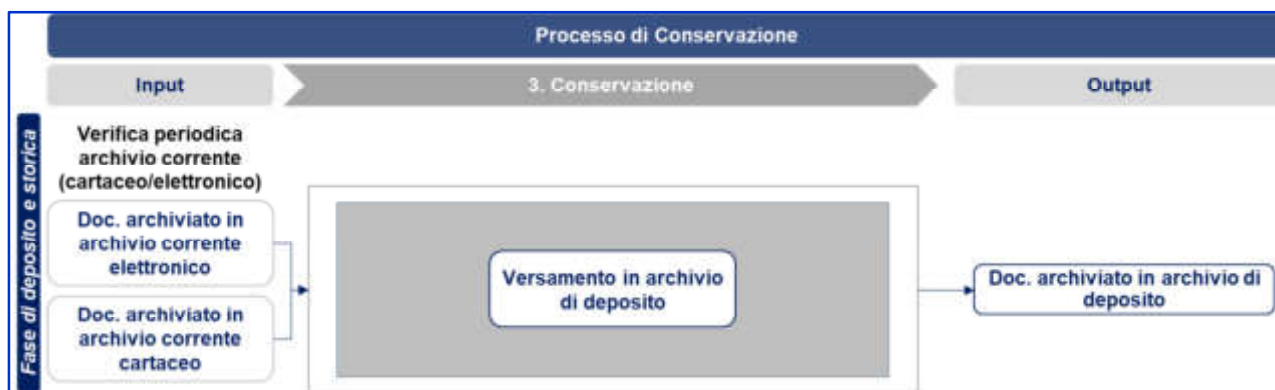 Processo di Conservazione
Input
3. Conservazione
Output
Fase di deposito e storica
Verifica periodica
archivio corrente
(cartaceo/elettronico)
Doc. archiviato in
archivio corrente
elettronico
Doc. archiviato in
archivio corrente
cartaceo
Versamento in archivio
di deposito
Doc. archiviato in archivio di
deposito